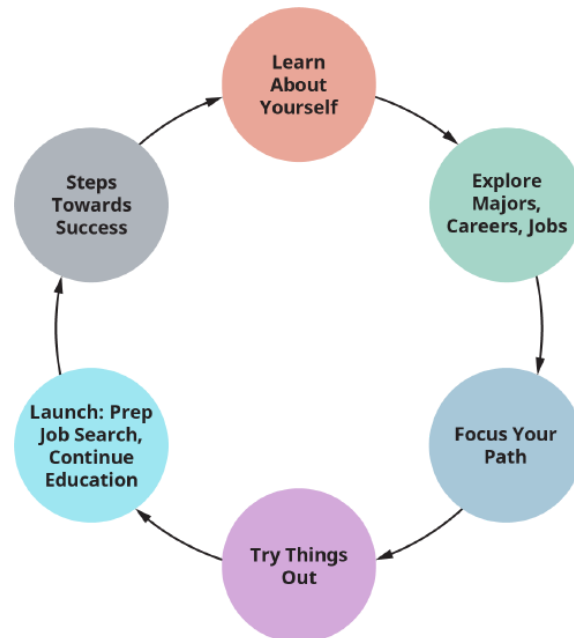 Learn
About
Yourself
Explore
Majors,
Careers, Jobs
Focus Your
Path
Try Things
Out
Launch: Prep
Job Search,
Continue
Education
Steps
Towards
Success